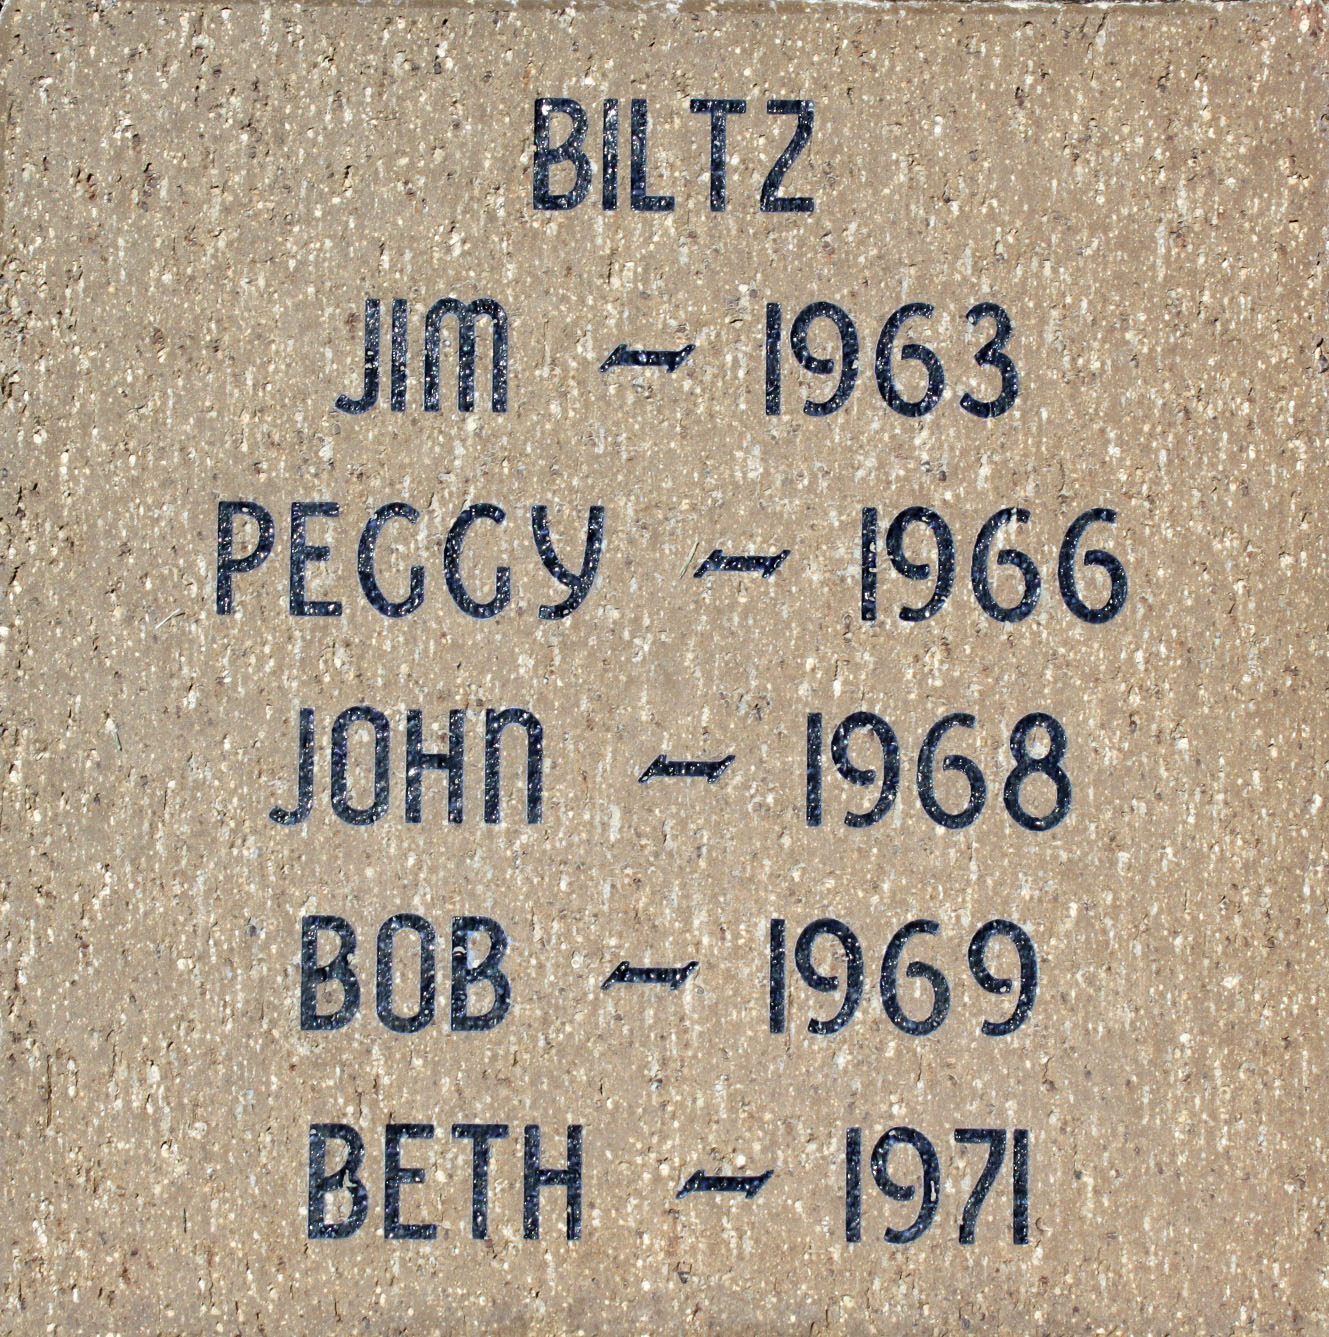 BILTZ
JIM ~ 1963
PEGGY ~ 1966
JOHN ~ 1968
BOB ~ 1969
BETH ~ 1971